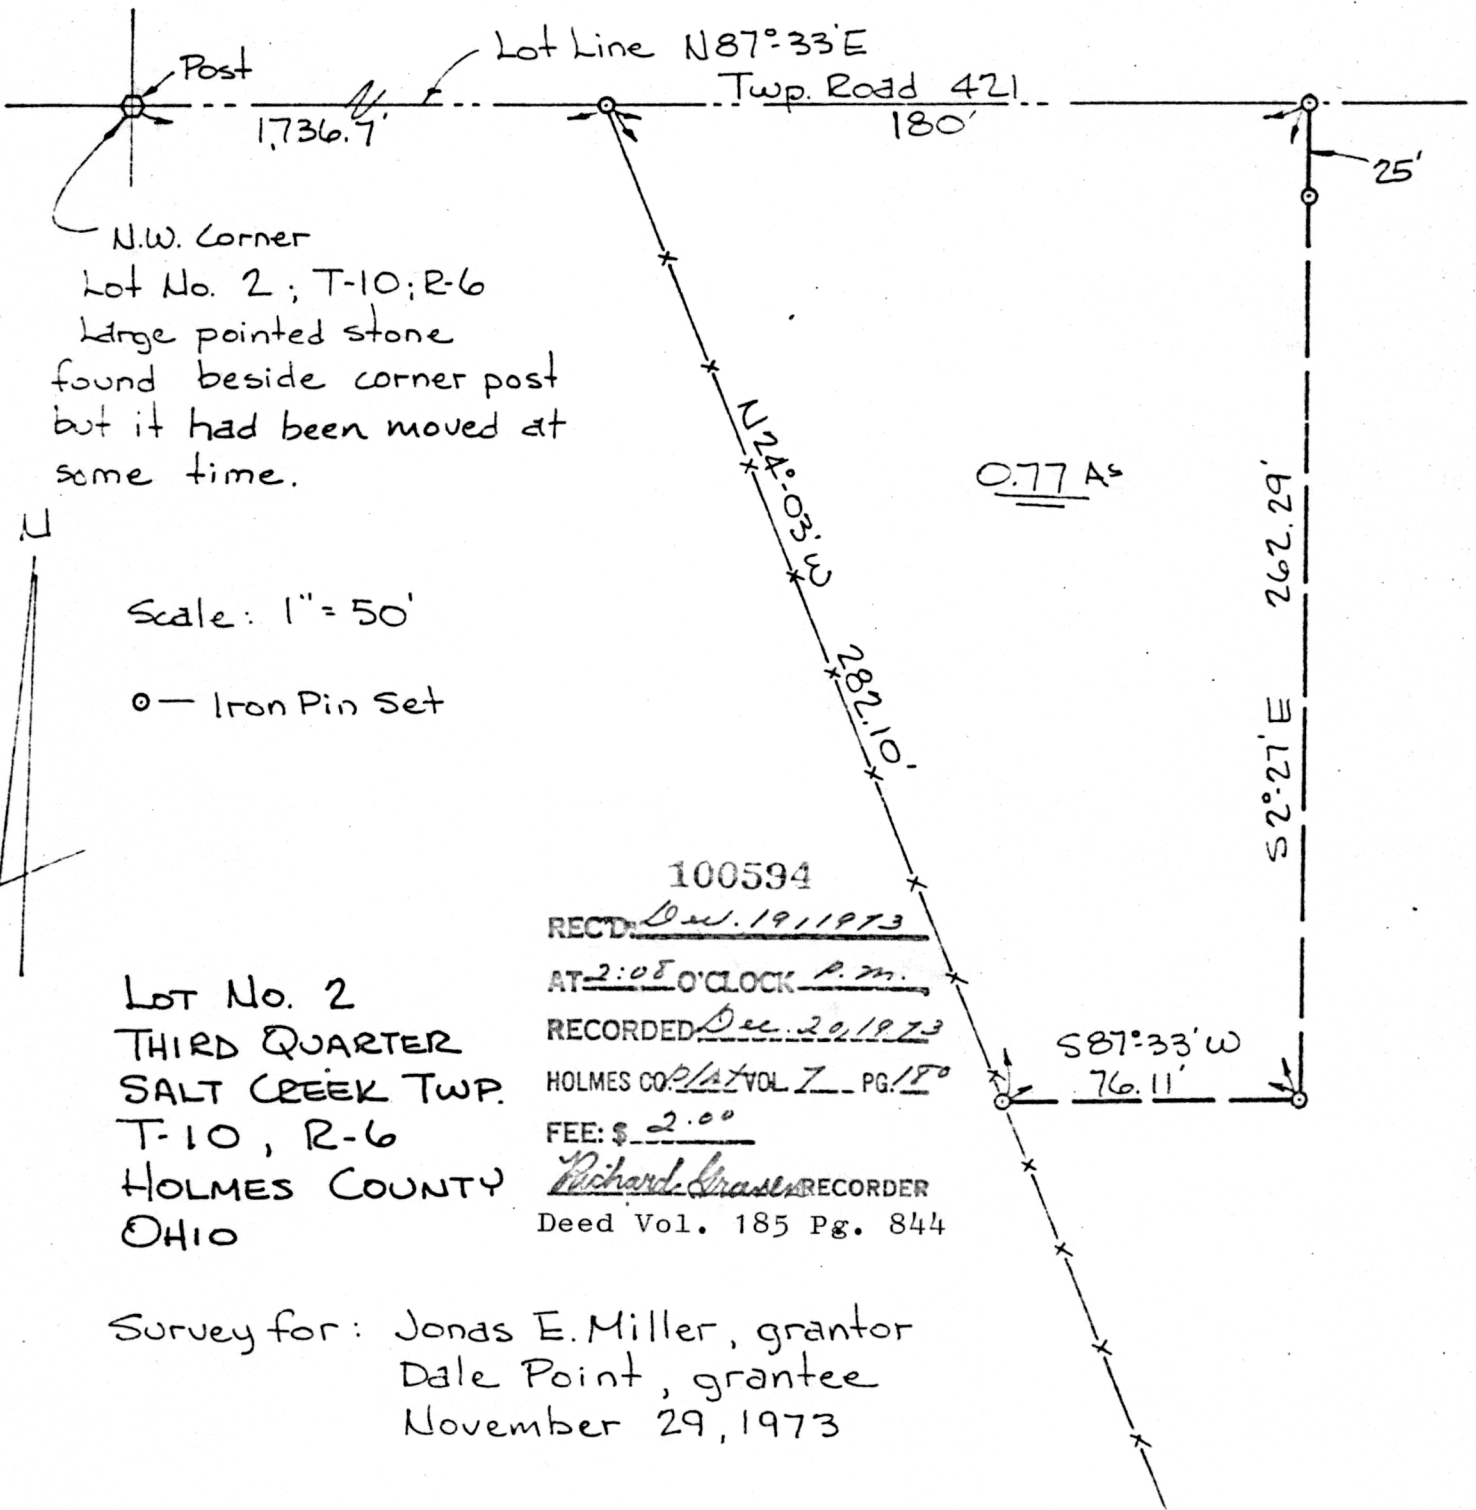 Lot Line N87°-33'E
Post
Twp. Road 421
1,736.7'
180'
25'
N.W. Corner
Lot No. 2; T-10; R-6
Large pointed stone
found beside corner post
but it had been moved at
some time.
N24°-03'W
282.10'
0.77 As
262.29'
S2°-27'E
N
Scale: 1" = 50'
⊙— Iron Pin Set
100594
REC'D: Dec. 19, 1973
AT 2:08 O'CLOCK P.M.
RECORDED Dec. 20, 1973
HOLMES CO. Plat VOL 7 PG. 180
FEE: $ 2.00
Richard RECORDER
Deed Vol. 185 Pg. 844
S87°-33'W
76.11'
LOT No. 2
THIRD QUARTER
SALT CREEK TWP.
T-10, R-6
HOLMES COUNTY
OHIO
Survey for: Jonas E. Miller, grantor
Dale Point, grantee
November 29, 1973